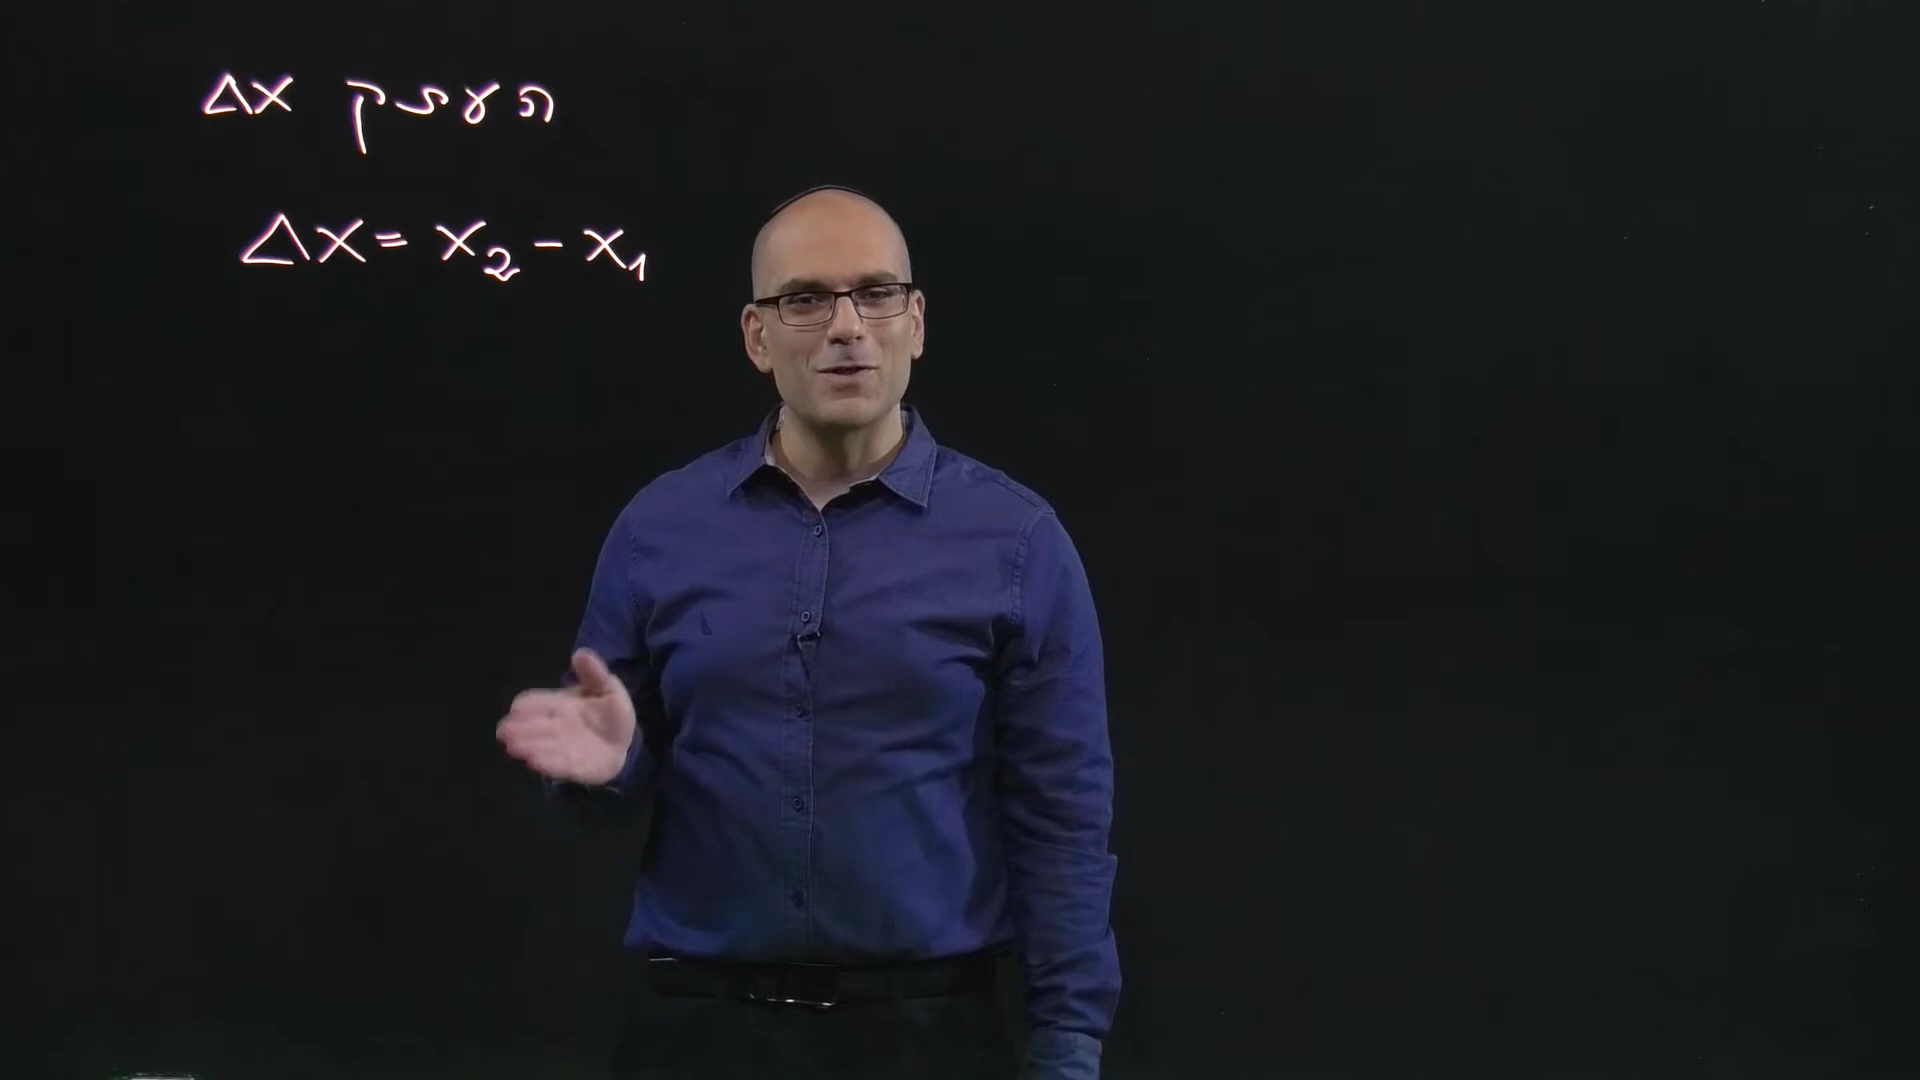 העתק Δx
Δx = x₂ - x₁